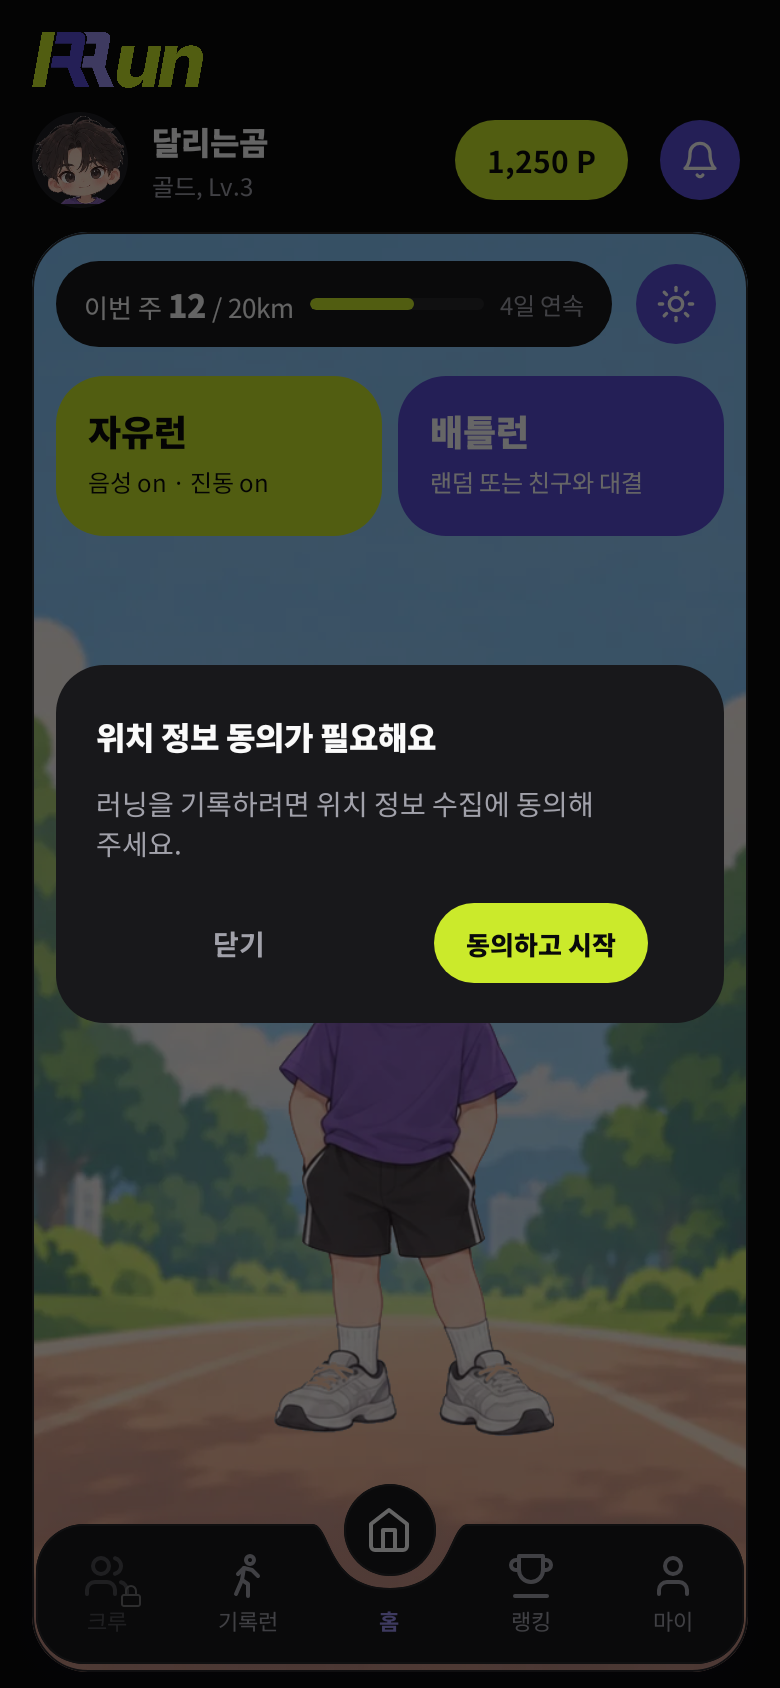 RRun
달리는곰
골드, Lv.3
1,250 P
이번 주 12 / 20km
4일 연속
자유런
음성 on · 진동 on
배틀런
랜덤 또는 친구와 대결
위치 정보 동의가 필요해요
러닝을 기록하려면 위치 정보 수집에 동의해
주세요.
닫기
동의하고 시작
크루
기록런
홈
랭킹
마이